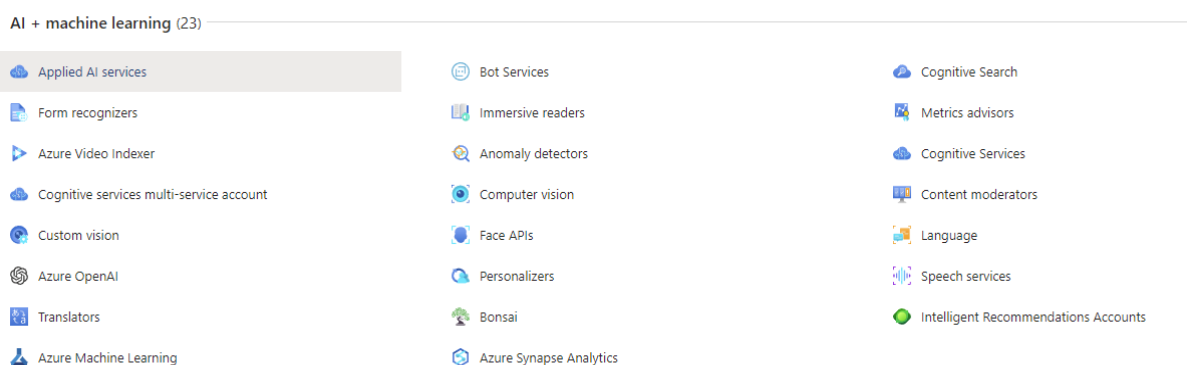 AI + machine learning (23)
Applied AI services
Bot Services
Cognitive Search
Form recognizers
Immersive readers
Metrics advisors
Azure Video Indexer
Anomaly detectors
Cognitive Services
Cognitive services multi-service account
Computer vision
Content moderators
Custom vision
Face APIs
Language
Azure OpenAI
Personalizers
Speech services
Translators
Bonsai
Intelligent Recommendations Accounts
Azure Machine Learning
Azure Synapse Analytics